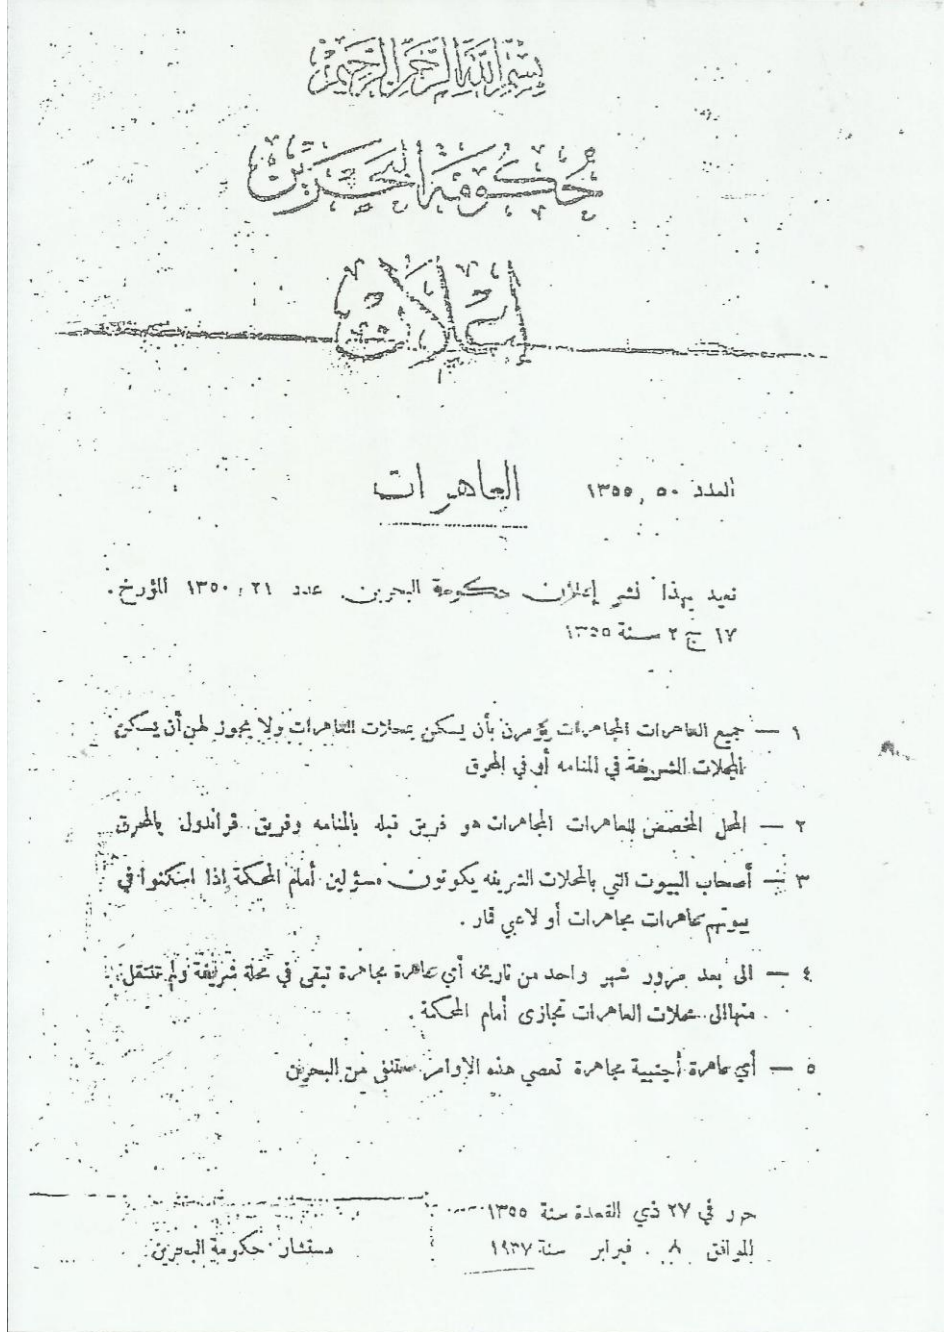 بسم الله الرحمن الرحيم
حكومة البحرين
إعلان
العدد ٥٠ , ١٣٥٥
العاهرات
نعيد بهذا نشر إعلان حكومة البحرين عدد ٢١ , ١٣٥٠ المؤرخ .
١٧ ج ٢ سنة ١٣٥٥
١ — جميع العاهرات المجاهرات يؤمرن بأن يسكن بمحلات العاهرات ولا يجوز لهن أن يسكن
المحلات الشريفة في المنامه أو في المحرق
٢ — المحل المخصص للعاهرات المجاهرات هو فريق قبله بالمنامه وفريق قراندول بالمحرق
٣ — أصحاب البيوت التي بالمحلات الشريفه يكونون مسؤلين أمام المحكمة إذا اسكنوا في
بيوتهم عاهرات مجاهرات أو لاعبي قمار .
٤ — الى بعد مرور شهر واحد من تاريخه أي عاهرة مجاهرة تبقى في محلة شريفة ولم تنتقل
منها الى محلات العاهرات تجازى أمام المحكمة .
٥ — أي عاهرة أجنبية مجاهرة تعصي هذه الاوامر ستنفى من البحرين
حرر في ٢٧ ذي القعدة سنة ١٣٥٥
الموافق ٨ فبراير سنة ١٩٣٧
مستشار حكومة البحرين